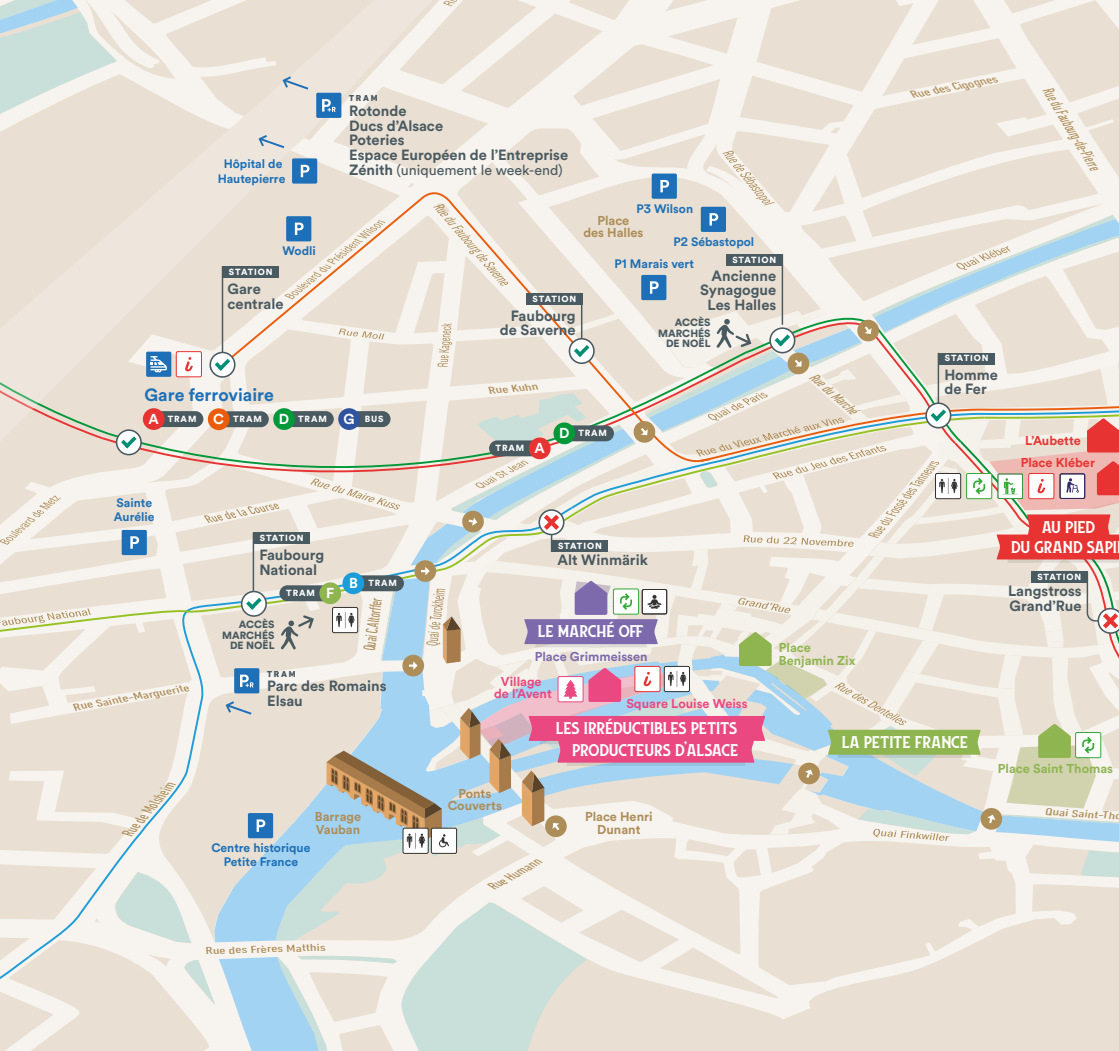 Rue des Cigognes
Rue du Faubourg-de-Pierre
TRAM
P+R
Rotonde
Ducs d'Alsace
Poteries
Espace Européen de l'Entreprise
Zénith (uniquement le week-end)
Hôpital de
Hautepierre
P
Rue de Sébastopol
P
P3 Wilson
P
P2 Sébastopol
Place
des Halles
P1 Marais vert
P
P
Wodli
Boulevard du Président Wilson
Rue du Faubourg de Saverne
Quai Kléber
STATION
Gare
centrale
STATION
Faubourg
de Saverne
STATION
Ancienne
Synagogue
Les Halles
ACCÈS
MARCHÉS
DE NOËL
Rue Moll
Rue Kageneck
Rue Kuhn
i
Gare ferroviaire
A TRAM
C TRAM
D TRAM
G BUS
STATION
Homme
de Fer
Rue du Marché
Quai de Paris
Rue du Vieux Marché aux Vins
D TRAM
TRAM A
Quai St Jean
Rue du Jeu des Enfants
Rue du Fossé des Tanneurs
L'Aubette
Place Kléber
i
AU PIED
DU GRAND SAPI
Boulevard de Metz
Sainte
Aurélie
P
Rue de la Course
Rue du Maire Kuss
STATION
Alt Winmärik
Rue du 22 Novembre
STATION
Langstross
Grand'Rue
STATION
Faubourg
National
TRAM F
B TRAM
aubourg National
ACCÈS
MARCHÉS
DE NOËL
Quai C.Altorffer
Quai de Turckheim
Grand'Rue
LE MARCHÉ OFF
Place Grimmeissen
Place
Benjamin Zix
Village
de l'Avent
i
Square Louise Weiss
LES IRRÉDUCTIBLES PETITS
PRODUCTEURS D'ALSACE
Rue des Dentelles
LA PETITE FRANCE
Place Saint Thomas
Rue Sainte-Marguerite
P+R
TRAM
Parc des Romains
Elsau
Rue de Molsheim
Barrage
Vauban
Ponts
Couverts
Place Henri
Dunant
Quai Finkwiller
Quai Saint-Tho
P
Centre historique
Petite France
Rue Humann
Rue des Frères Matthis